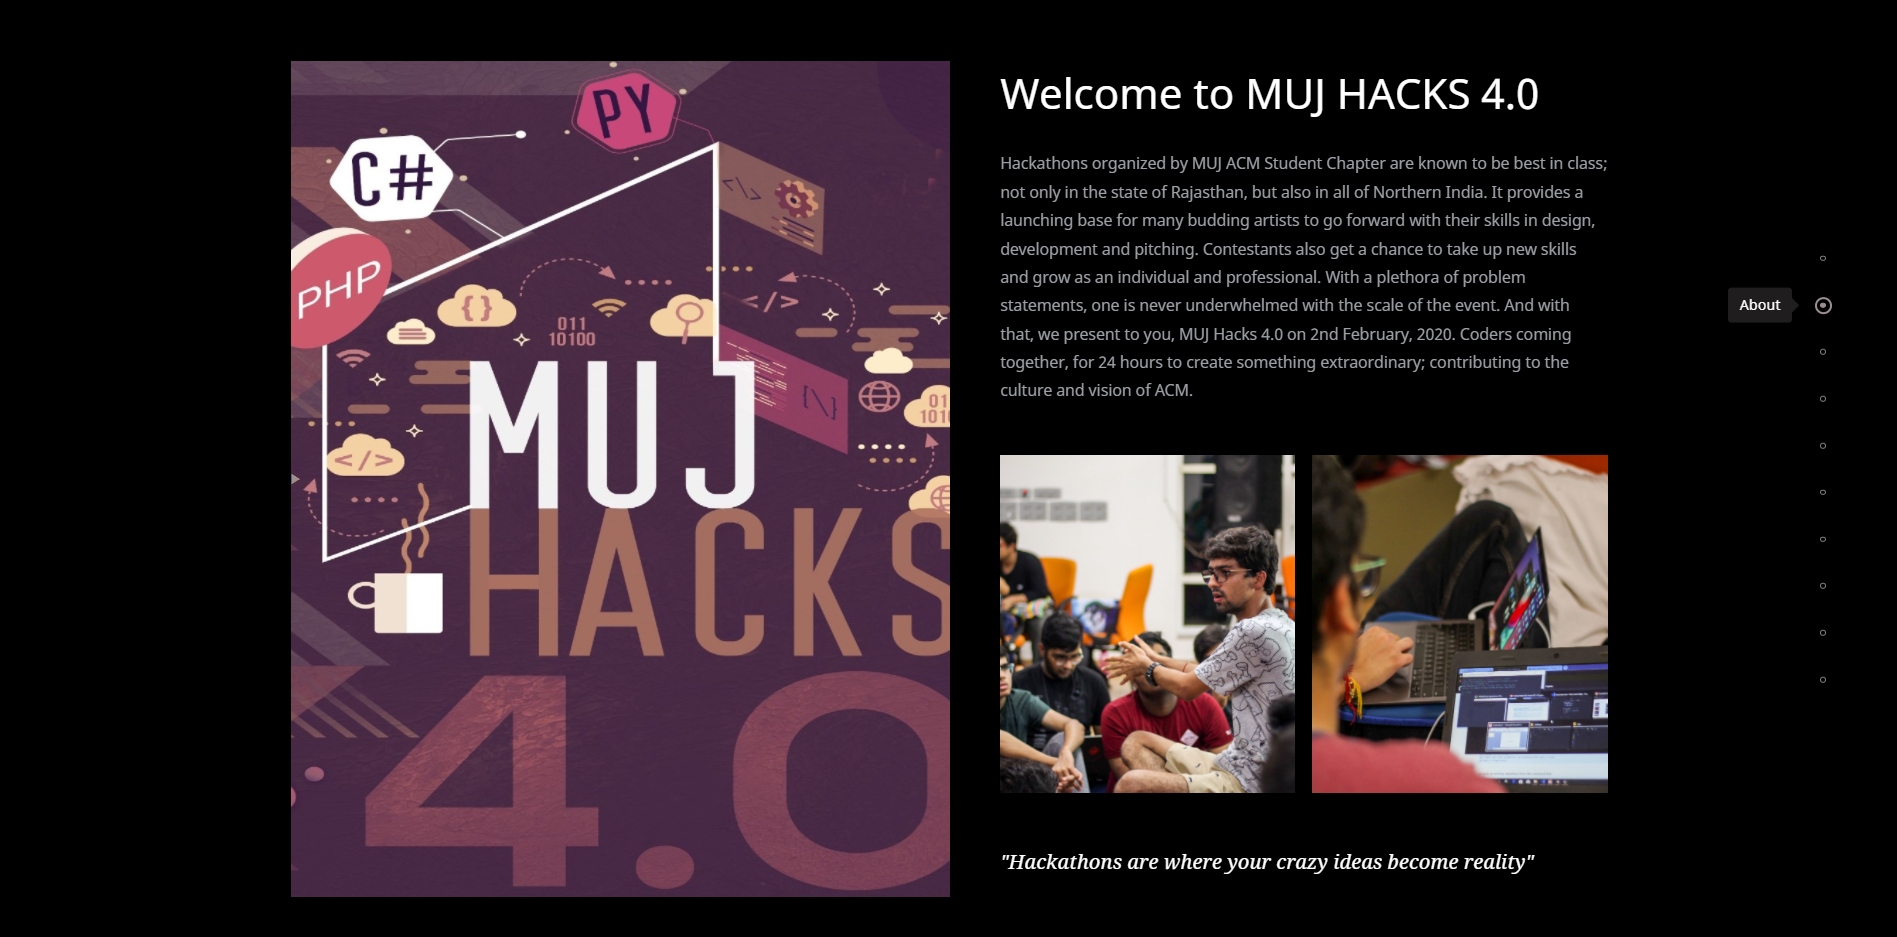 PY
C#
PHP
</>
{}
</>
011
10100
01
101
{\}
</>
MUJ
HACKS
4.0
Welcome to MUJ HACKS 4.0
Hackathons organized by MUJ ACM Student Chapter are known to be best in class;
not only in the state of Rajasthan, but also in all of Northern India. It provides a
launching base for many budding artists to go forward with their skills in design,
development and pitching. Contestants also get a chance to take up new skills
and grow as an individual and professional. With a plethora of problem
statements, one is never underwhelmed with the scale of the event. And with
that, we present to you, MUJ Hacks 4.0 on 2nd February, 2020. Coders coming
together, for 24 hours to create something extraordinary; contributing to the
culture and vision of ACM.
"Hackathons are where your crazy ideas become reality"
About